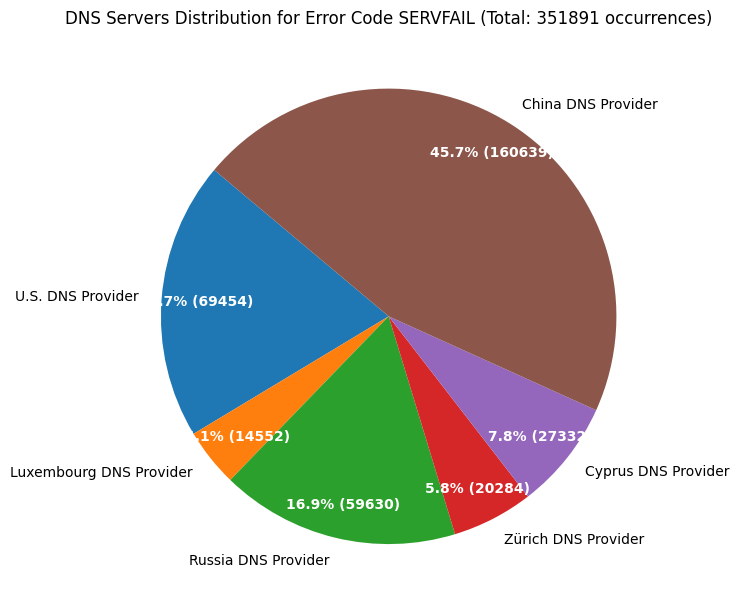 DNS Servers Distribution for Error Code SERVFAIL (Total: 351891 occurrences)
China DNS Provider
45.7% (160639)
U.S. DNS Provider
.7% (69454)
.1% (14552)
7.8% (27332
Luxembourg DNS Provider
Cyprus DNS Provider
5.8% (20284)
16.9% (59630)
Zürich DNS Provider
Russia DNS Provider